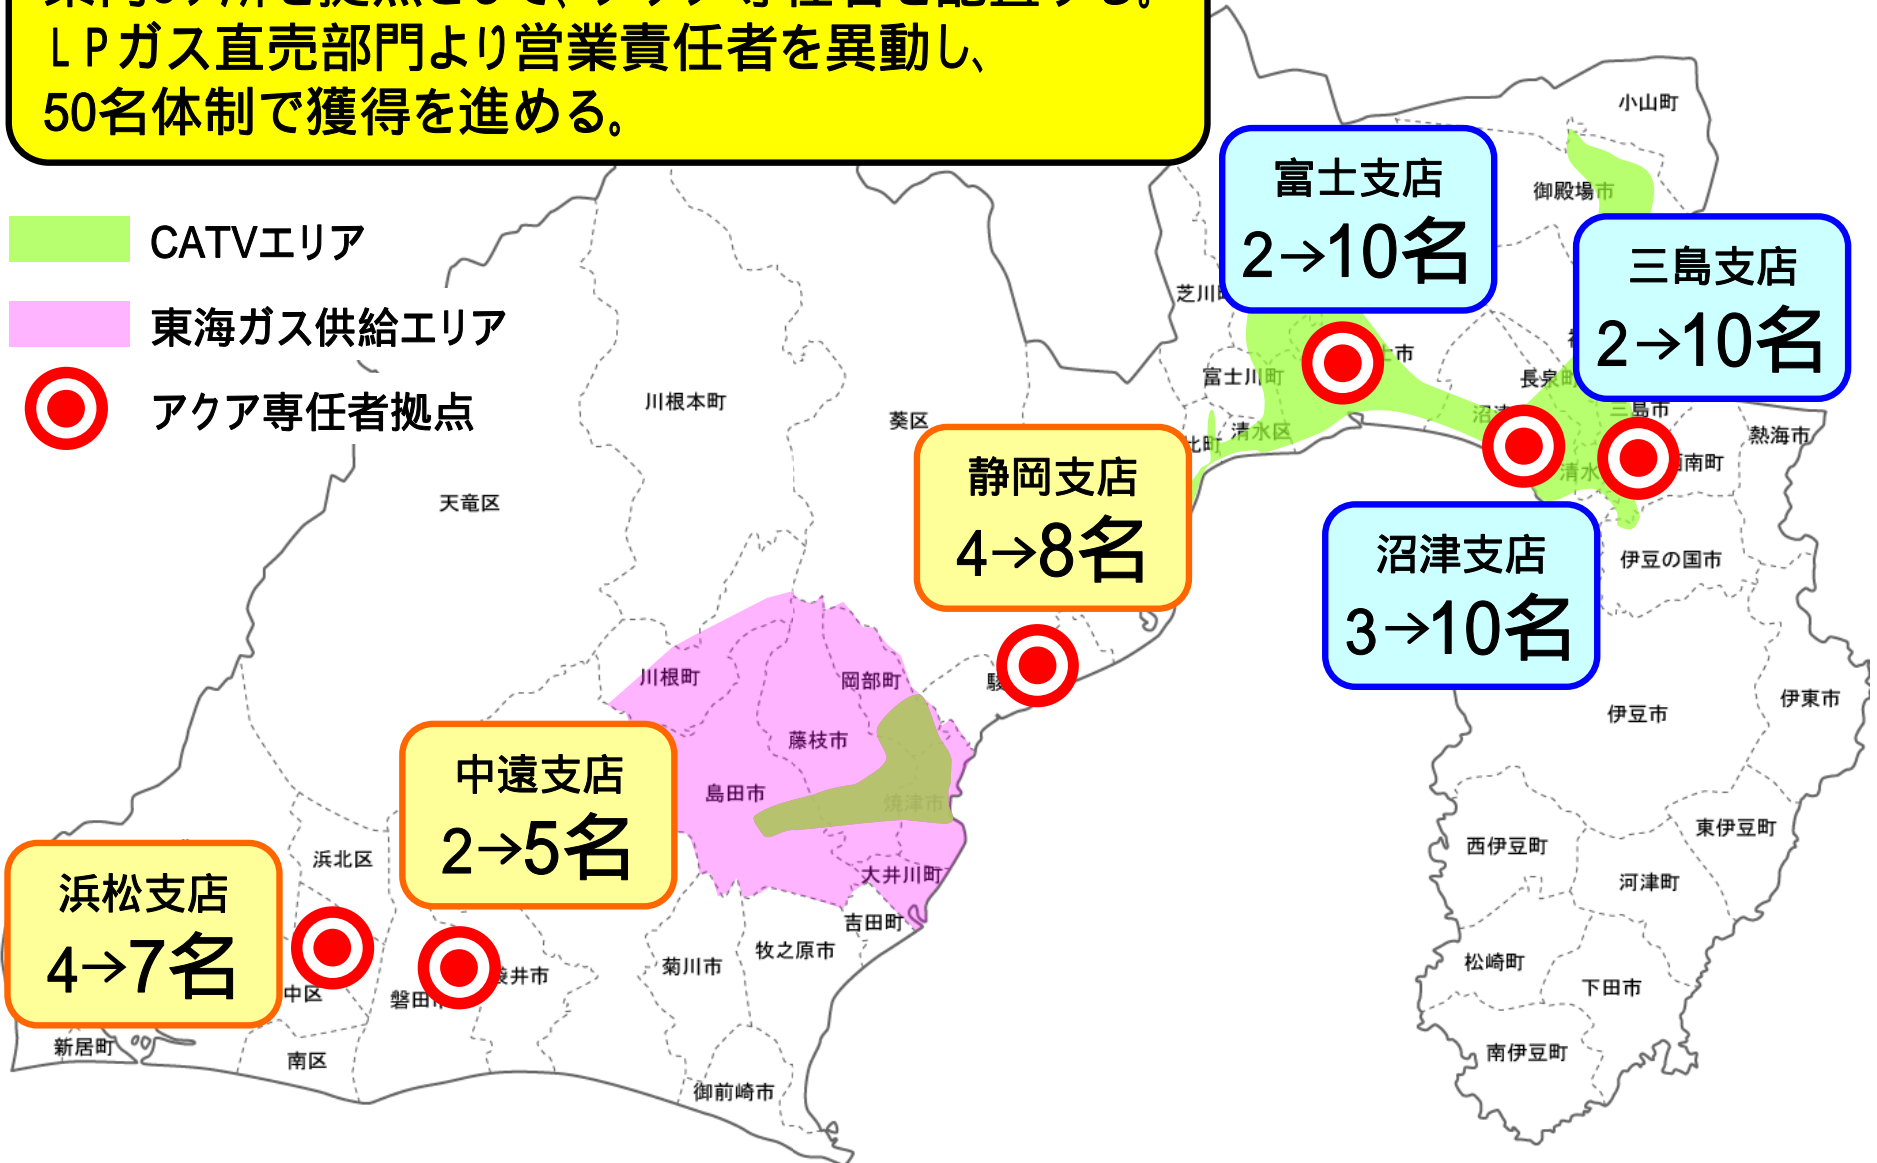 LPガス直売部門より営業責任者を異動し、
50名体制で獲得を進める。
CATVエリア
東海ガス供給エリア
アクア専任者拠点
小山町
御殿場市
富士支店
2→10名
三島支店
2→10名
芝川
富士川町
士市
長泉町
三島市
熱海市
清水区
比町
沼津
清水
南町
川根本町
葵区
天竜区
静岡支店
4→8名
沼津支店
3→10名
伊豆の国市
川根町
岡部町
駿
伊豆市
伊東市
藤枝市
島田市
焼津市
中遠支店
2→5名
浜北区
浜松支店
4→7名
大井川町
吉田町
牧之原市
菊川市
井市
磐田市
中区
新居町
南区
御前崎市
西伊豆町
東伊豆町
河津町
松崎町
下田市
南伊豆町